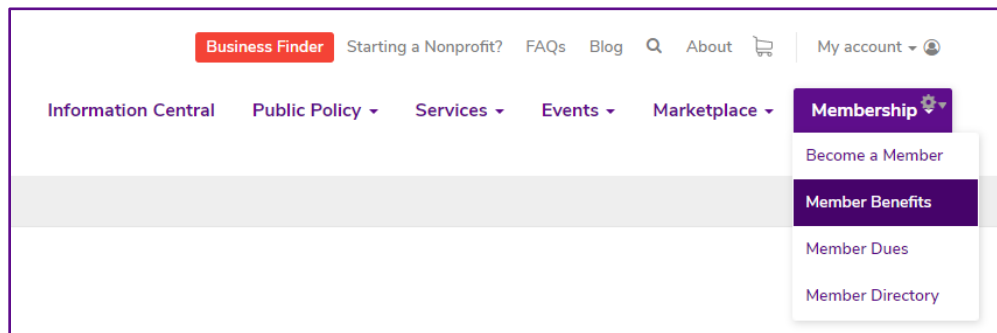 Business Finder Starting a Nonprofit? FAQs Blog About My account
Information Central Public Policy Services Events Marketplace Membership
Become a Member
Member Benefits
Member Dues
Member Directory